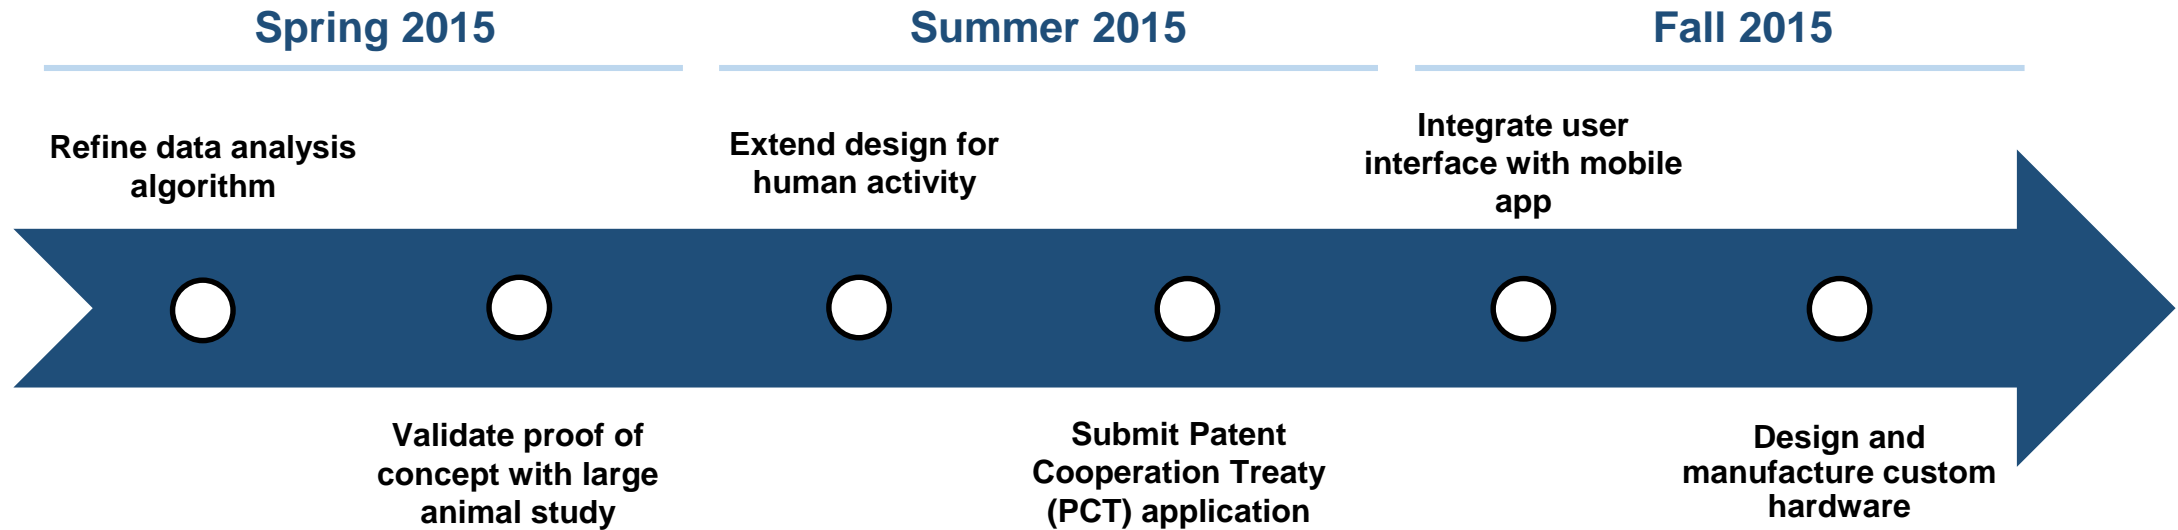 Spring 2015
Summer 2015
Fall 2015
Refine data analysis
algorithm
Extend design for
human activity
Integrate user
interface with mobile
app
Validate proof of
concept with large
animal study
Submit Patent
Cooperation Treaty
(PCT) application
Design and
manufacture custom
hardware